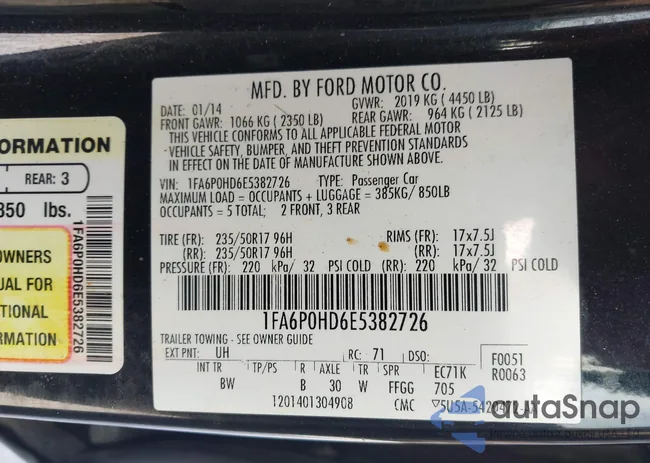 ORMATION
REAR: 3
850 lbs.
OWNERS
UAL FOR
TIONAL
RMATION
1FA6P0HD6E5382726
MFD. BY FORD MOTOR CO.
DATE: 01/14 GVWR: 2019 KG ( 4450 LB)
FRONT GAWR: 1066 KG ( 2350 LB) REAR GAWR: 964 KG ( 2125 LB)
THIS VEHICLE CONFORMS TO ALL APPLICABLE FEDERAL MOTOR
VEHICLE SAFETY, BUMPER, AND THEFT PREVENTION STANDARDS
IN EFFECT ON THE DATE OF MANUFACTURE SHOWN ABOVE.
VIN: 1FA6P0HD6E5382726 TYPE: Passenger Car
MAXIMUM LOAD = OCCUPANTS + LUGGAGE = 385KG/ 850LB
OCCUPANTS = 5 TOTAL; 2 FRONT, 3 REAR
TIRE (FR): 235/50R17 96H RIMS (FR): 17x7.5J
(RR): 235/50R17 96H (RR): 17x7.5J
PRESSURE (FR): 220 kPa/ 32 PSI COLD (RR): 220 kPa/ 32 PSI COLD
1FA6P0HD6E5382726
TRAILER TOWING - SEE OWNER GUIDE
EXT PNT: UH RC: 71 DSO: F0051
INT TR TP/PS R AXLE TR SPR EC71K R0063
BW B 30 W FFGG 705
1201401304908 CMC 5U5A-5420472-A
autoSnap